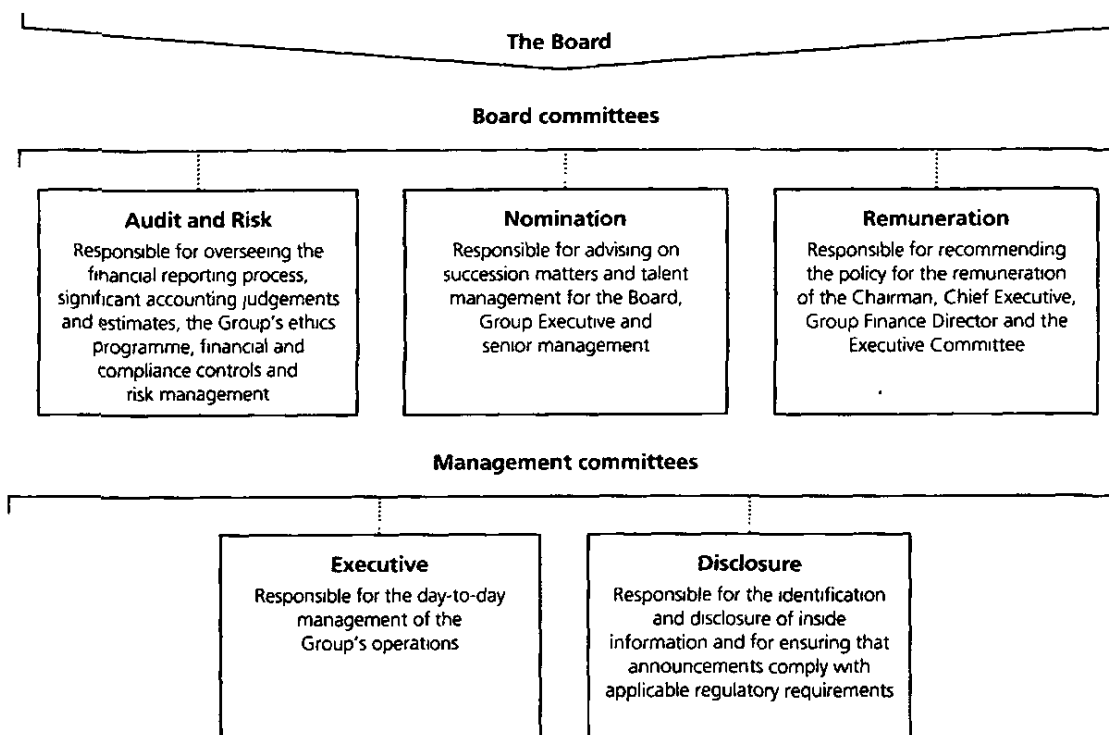 The Board
Board committees
Audit and Risk
Responsible for overseeing the
financial reporting process,
significant accounting judgements
and estimates, the Group's ethics
programme, financial and
compliance controls and
risk management
Nomination
Responsible for advising on
succession matters and talent
management for the Board,
Group Executive and
senior management
Remuneration
Responsible for recommending
the policy for the remuneration
of the Chairman, Chief Executive,
Group Finance Director and the
Executive Committee
Management committees
Executive
Responsible for the day-to-day
management of the
Group's operations
Disclosure
Responsible for the identification
and disclosure of inside
information and for ensuring that
announcements comply with
applicable regulatory requirements